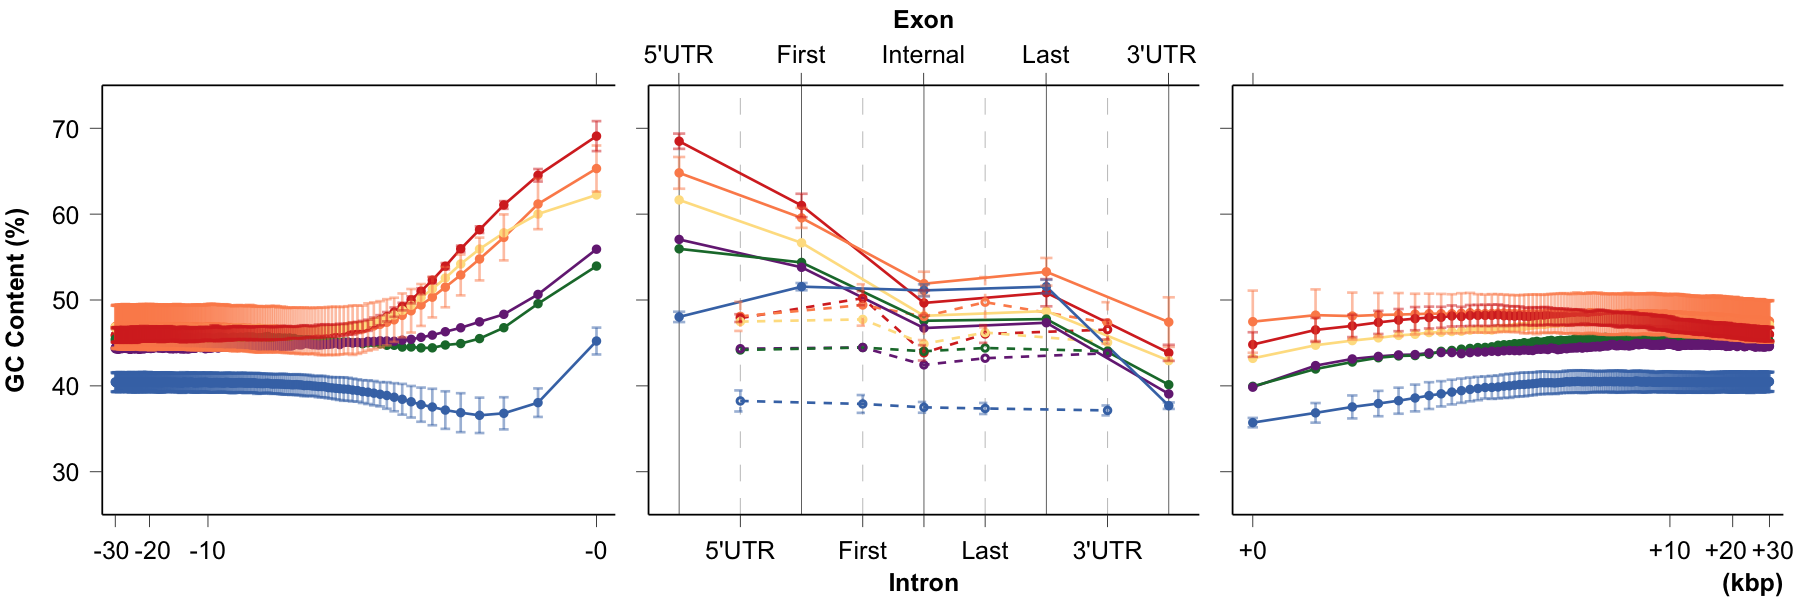 Exon
5'UTR First Internal Last 3'UTR
GC Content (%)
70
60
50
40
30
-30 -20 -10 -0
5'UTR First Last 3'UTR
+0 +10 +20 +30
Intron
(kbp)